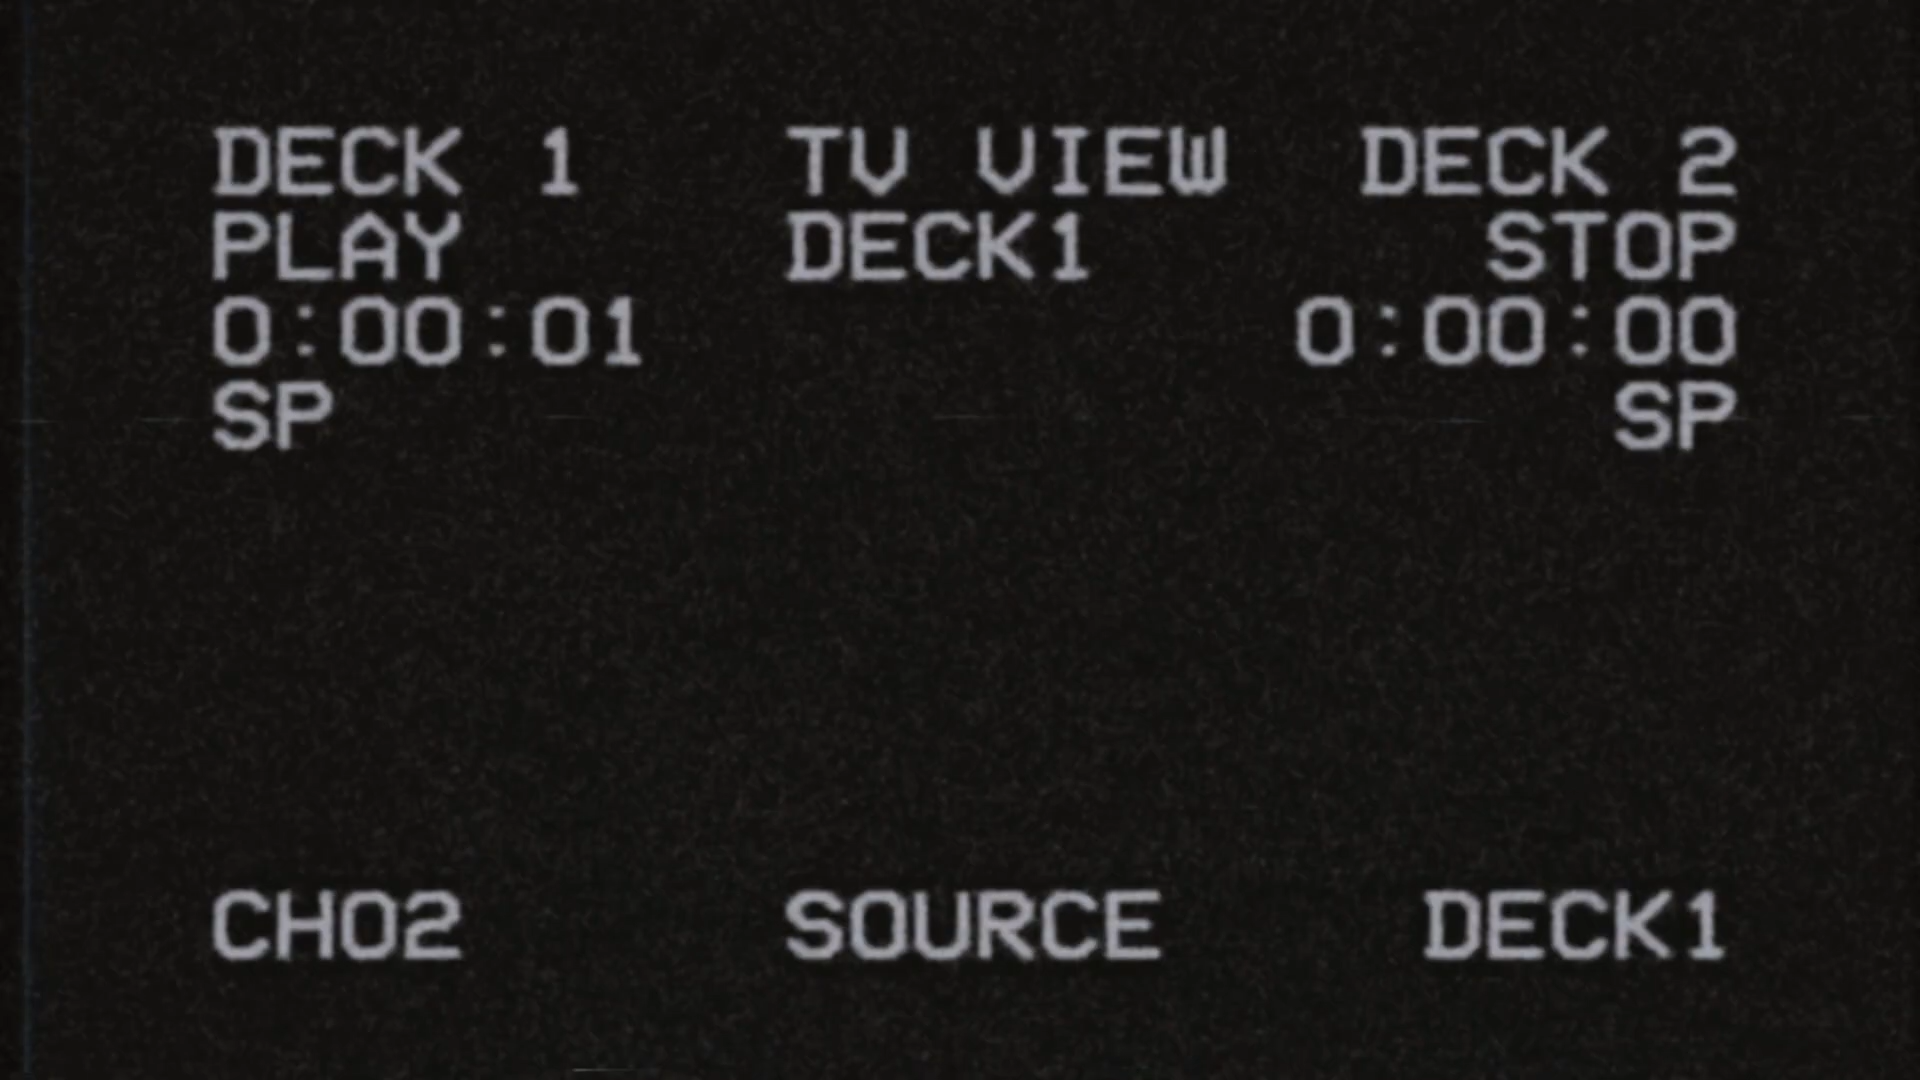 DECK 1 TV VIEW DECK 2
PLAY DECK1 STOP
0:00:01 0:00:00
SP SP
CH02 SOURCE DECK1